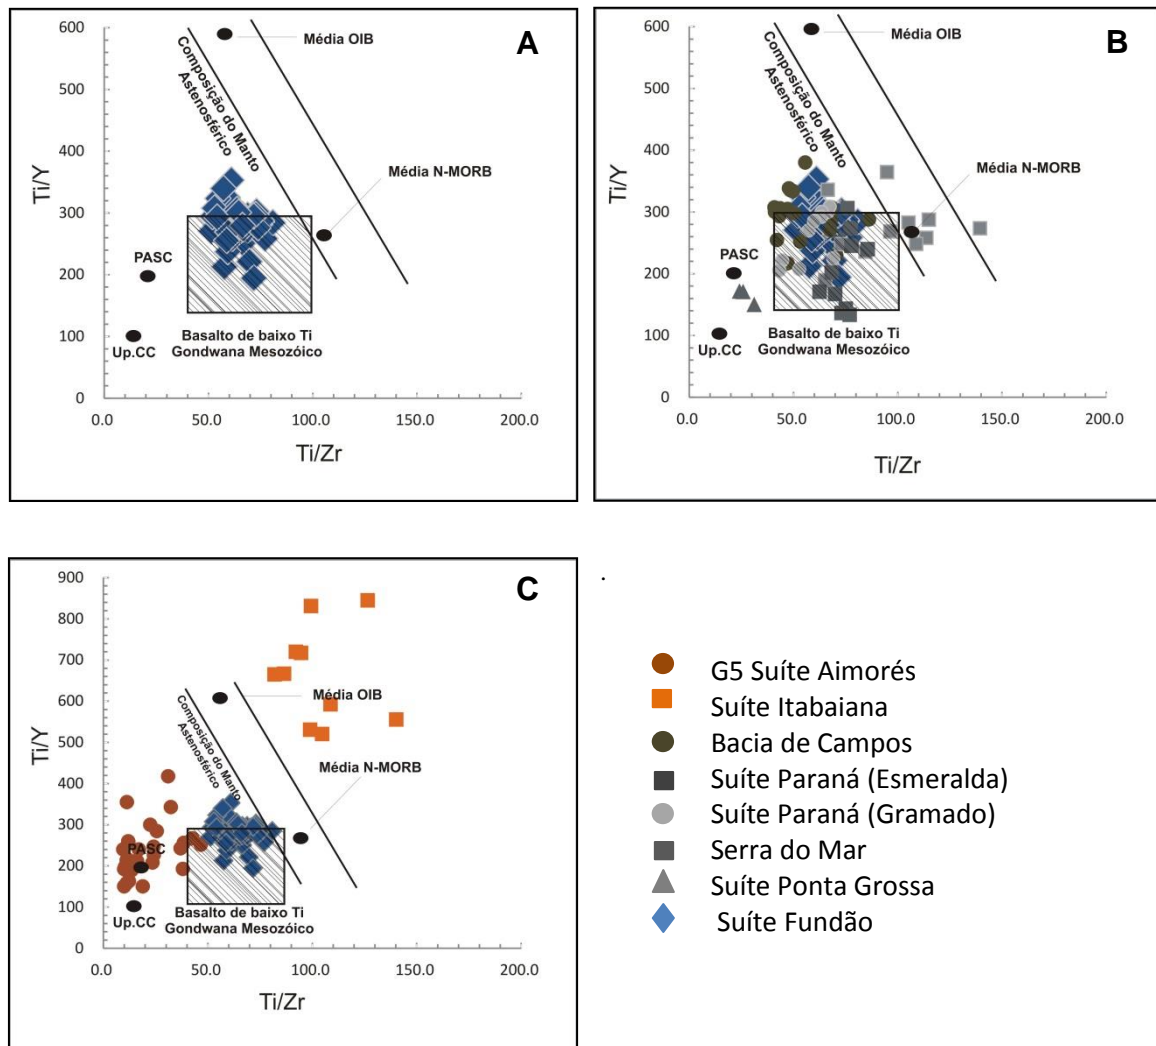 A
600
500
400
300
200
100
0
Ti/Y
0.0
50.0
100.0
150.0
200.0
Ti/Zr
Média OIB
Composição do Manto
Astenosférico
Média N-MORB
PASC
Up.CC
Basalto de baixo Ti
Gondwana Mesozóico
B
600
500
400
300
200
100
0
Ti/Y
0.0
50.0
100.0
150.0
200.0
Ti/Zr
Média OIB
Composição do Manto
Astenosférico
Média N-MORB
PASC
Up.CC
Basalto de baixo Ti
Gondwana Mesozóico
C
900
800
700
600
500
400
300
200
100
0
Ti/Y
0.0
50.0
100.0
150.0
200.0
Ti/Zr
Média OIB
Composição do Manto
Astenosférico
Média N-MORB
PASC
Up.CC
Basalto de baixo Ti
Gondwana Mesozóico
.
G5 Suíte Aimorés
Suíte Itabaiana
Bacia de Campos
Suíte Paraná (Esmeralda)
Suíte Paraná (Gramado)
Serra do Mar
Suíte Ponta Grossa
Suíte Fundão